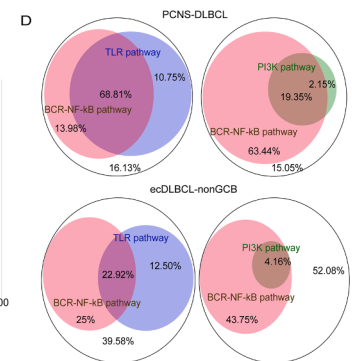 D
PCNS-DLBCL
TLR pathway
10.75%
68.81%
BCR-NF-kB pathway
13.98%
16.13%
PI3K pathway
2.15%
19.35%
BCR-NF-kB pathway
63.44%
15.05%
ecDLBCL-nonGCB
TLR pathway
12.50%
22.92%
BCR-NF-kB pathway
25%
39.58%
PI3K pathway
4.16%
52.08%
BCR-NF-kB pathway
43.75%
00